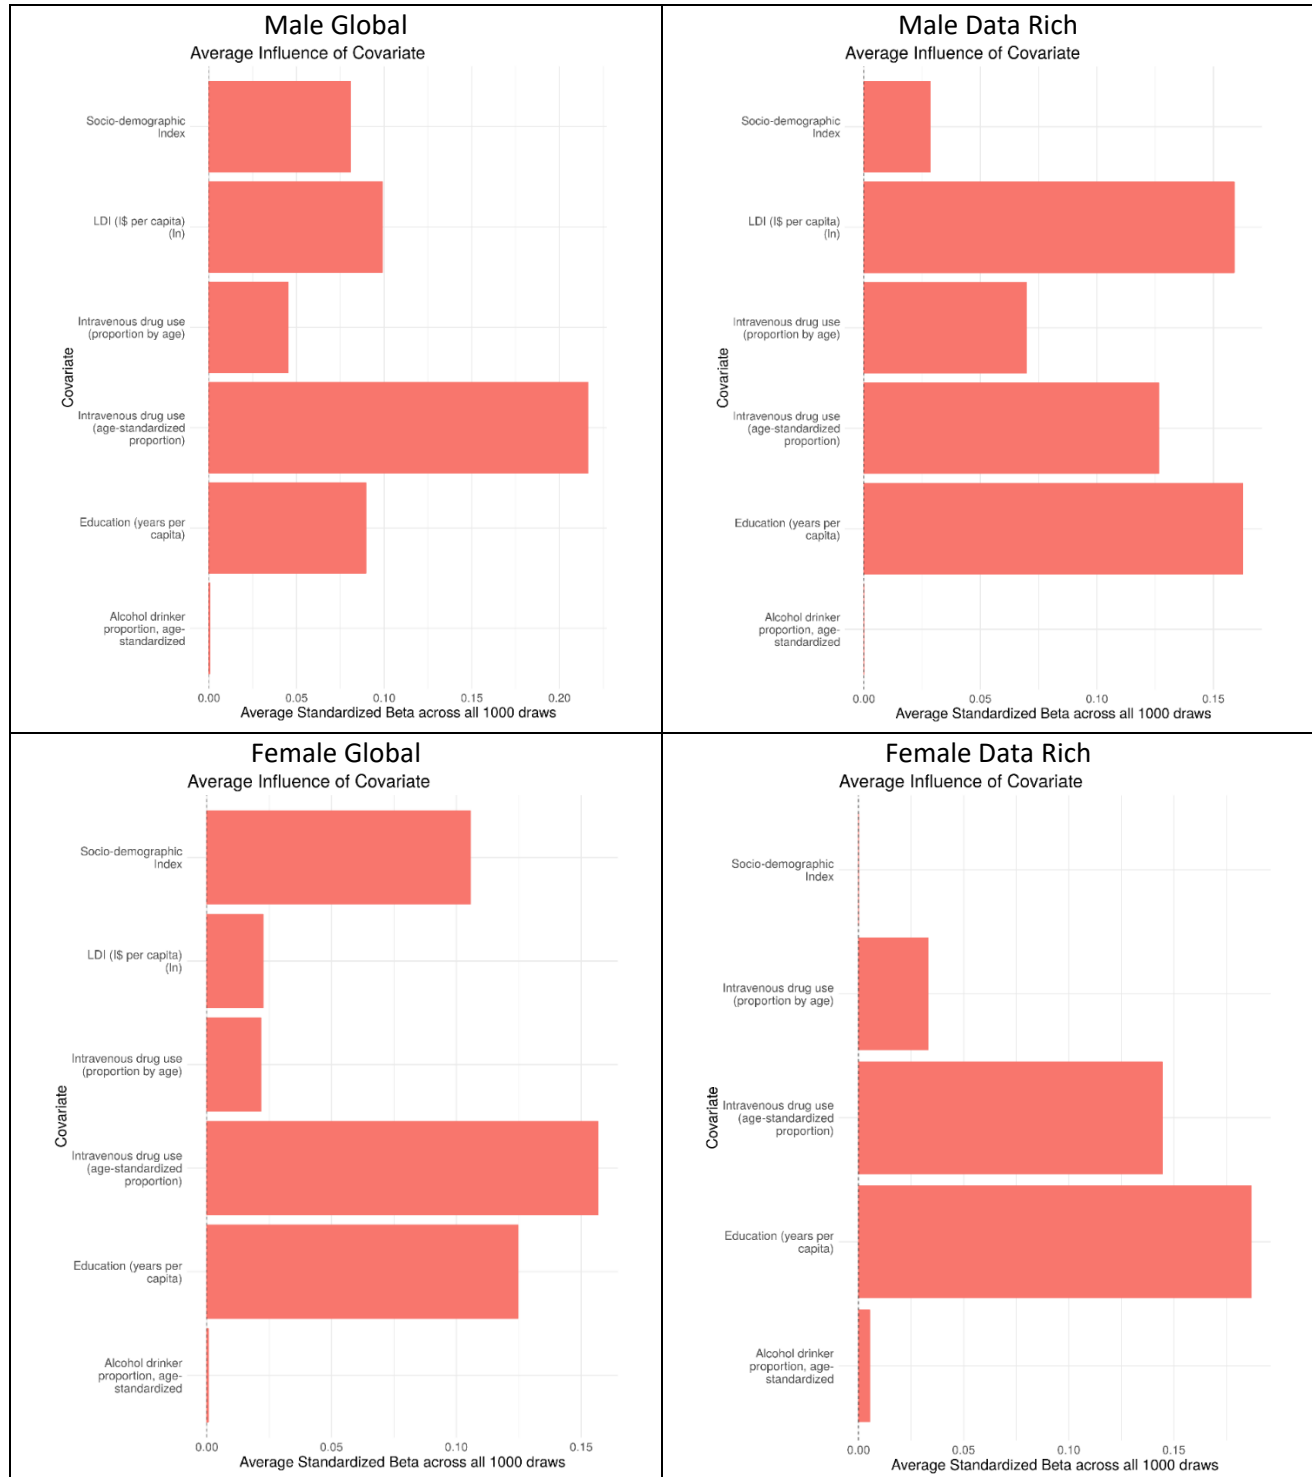 Male Global
Average Influence of Covariate
Covariate
Socio-demographic
Index
LDI (I$ per capita)
(ln)
Intravenous drug use
(proportion by age)
Intravenous drug use
(age-standardized
proportion)
Education (years per
capita)
Alcohol drinker
proportion, age-
standardized
0.00 0.05 0.10 0.15 0.20
Average Standardized Beta across all 1000 draws
Male Data Rich
Average Influence of Covariate
Covariate
Socio-demographic
Index
LDI (I$ per capita)
(ln)
Intravenous drug use
(proportion by age)
Intravenous drug use
(age-standardized
proportion)
Education (years per
capita)
Alcohol drinker
proportion, age-
standardized
0.00 0.05 0.10 0.15
Average Standardized Beta across all 1000 draws
Female Global
Average Influence of Covariate
Covariate
Socio-demographic
Index
LDI (I$ per capita)
(ln)
Intravenous drug use
(proportion by age)
Intravenous drug use
(age-standardized
proportion)
Education (years per
capita)
Alcohol drinker
proportion, age-
standardized
0.00 0.05 0.10 0.15
Average Standardized Beta across all 1000 draws
Female Data Rich
Average Influence of Covariate
Covariate
Socio-demographic
Index
Intravenous drug use
(proportion by age)
Intravenous drug use
(age-standardized
proportion)
Education (years per
capita)
Alcohol drinker
proportion, age-
standardized
0.00 0.05 0.10 0.15
Average Standardized Beta across all 1000 draws